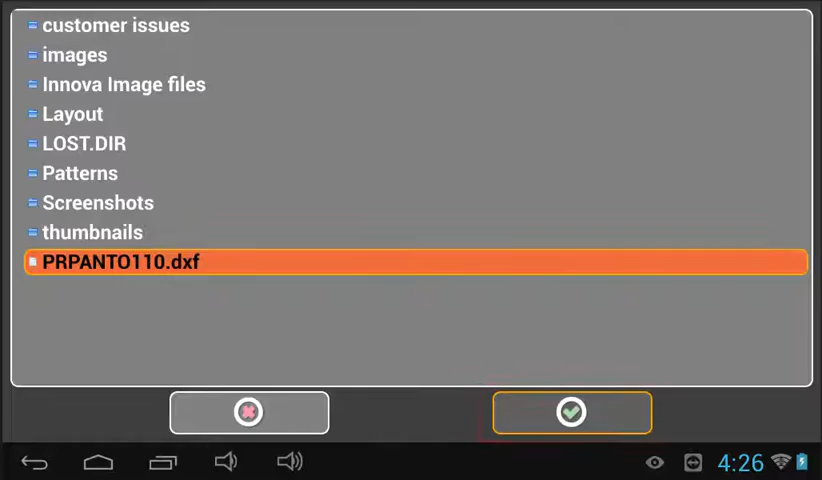 customer issues
images
Innova Image files
Layout
LOST.DIR
Patterns
Screenshots
thumbnails
PRPANTO110.dxf
4:26